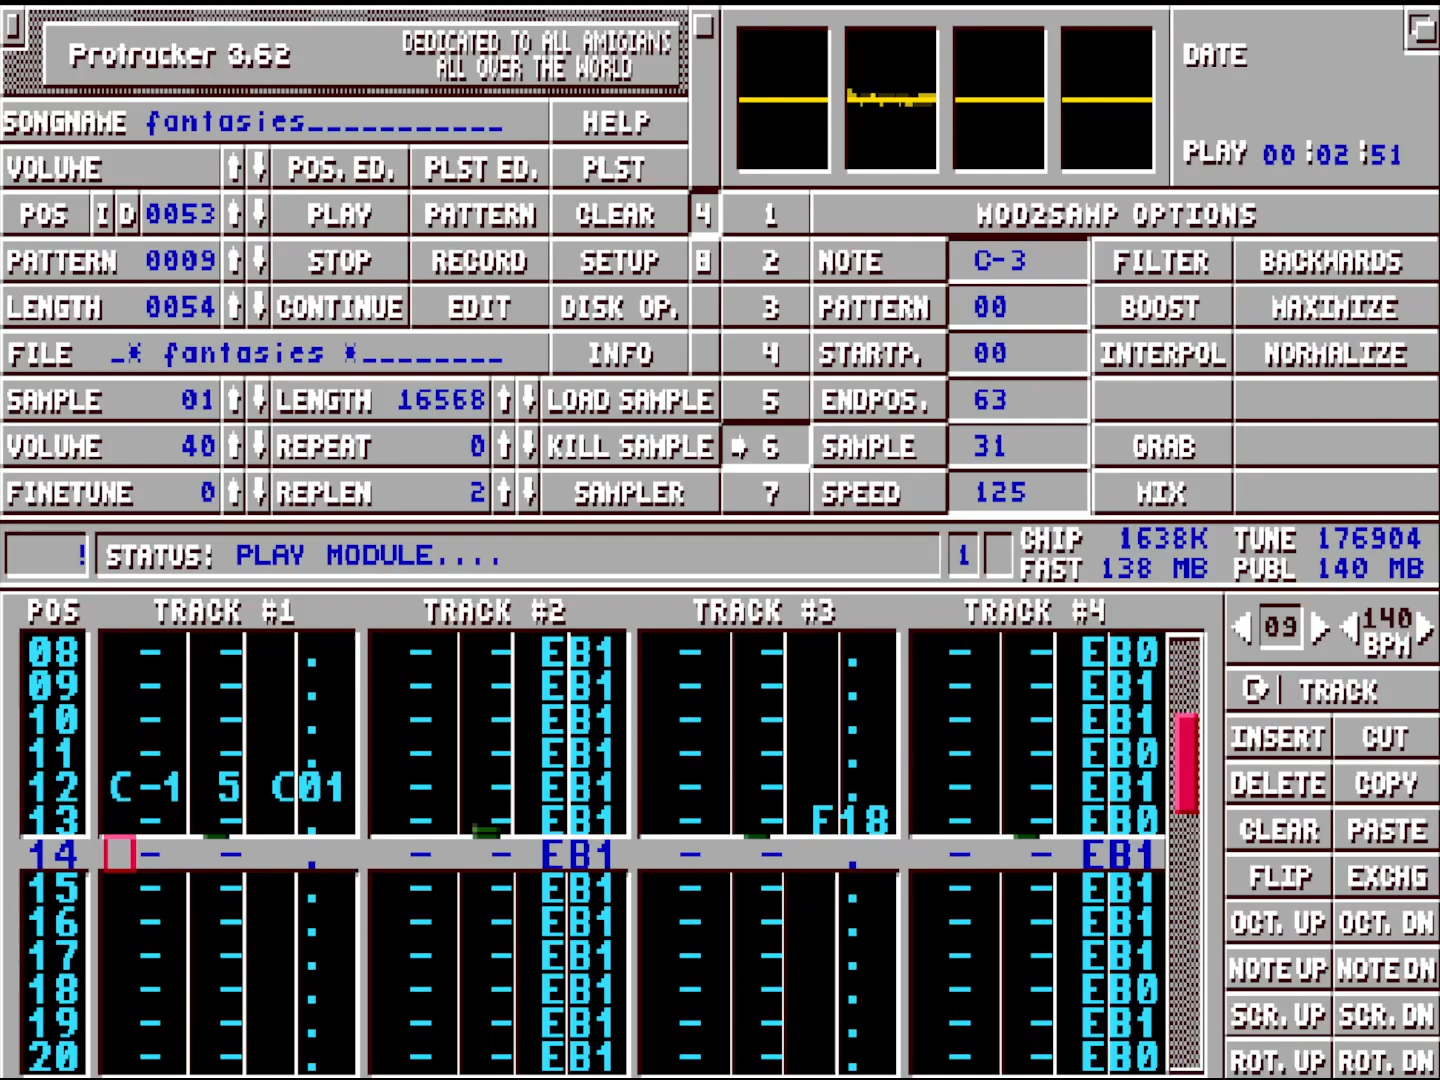 Protracker 3.62
DEDICATED TO ALL AMIGIANS
ALL OVER THE WORLD
DATE
PLAY 00:02:51
SONGNAME fantasies____________ HELP
VOLUME POS. ED. PLST ED. PLST
POS I D 0053 PLAY PATTERN CLEAR 4 1 MOD2SAMP OPTIONS
PATTERN 0009 STOP RECORD SETUP 8 2 NOTE C-3 FILTER BACKWARDS
LENGTH 0054 CONTINUE EDIT DISK OP. 3 PATTERN 00 BOOST MAXIMIZE
FILE _* fantasies *_________ INFO 4 STARTP. 00 INTERPOL NORMALIZE
SAMPLE 01 LENGTH 16568 LOAD SAMPLE 5 ENDPOS. 63
VOLUME 40 REPEAT 0 KILL SAMPLE 6 SAMPLE 31 GRAB
FINETUNE 0 REPLEN 2 SAMPLER 7 SPEED 125 MIX
! STATUS: PLAY MODULE.... 1 CHIP 1638K TUNE 176904
FAST 138 MB PUBL 140 MB
POS TRACK #1 TRACK #2 TRACK #3 TRACK #4 09 140 BPM
08 - - . - - EB1 - - . - EB0
09 - - . - - EB1 - - . - EB1
10 - - . - - EB1 - - . - EB1
11 - - . - - EB1 - - . - EB0
12 C-1 5 C01 - - EB1 - - . - - EB1
13 - - . - - EB1 - - F18 - - EB0
14 - - . - - EB1 - - . - - EB1
15 - - . - - EB1 - - . - - EB1
16 - - . - - EB1 - - . - - EB1
17 - - . - - EB1 - - . - - EB1
18 - - . - - EB1 - - . - - EB0
19 - - . - - EB1 - - . - - EB1
20 - - . - - EB1 - - . - - EB0
TRACK
INSERT CUT
DELETE COPY
CLEAR PASTE
FLIP EXCHG
OCT. UP OCT. DN
NOTE UP NOTE DN
SCR. UP SCR. DN
ROT. UP ROT. DN